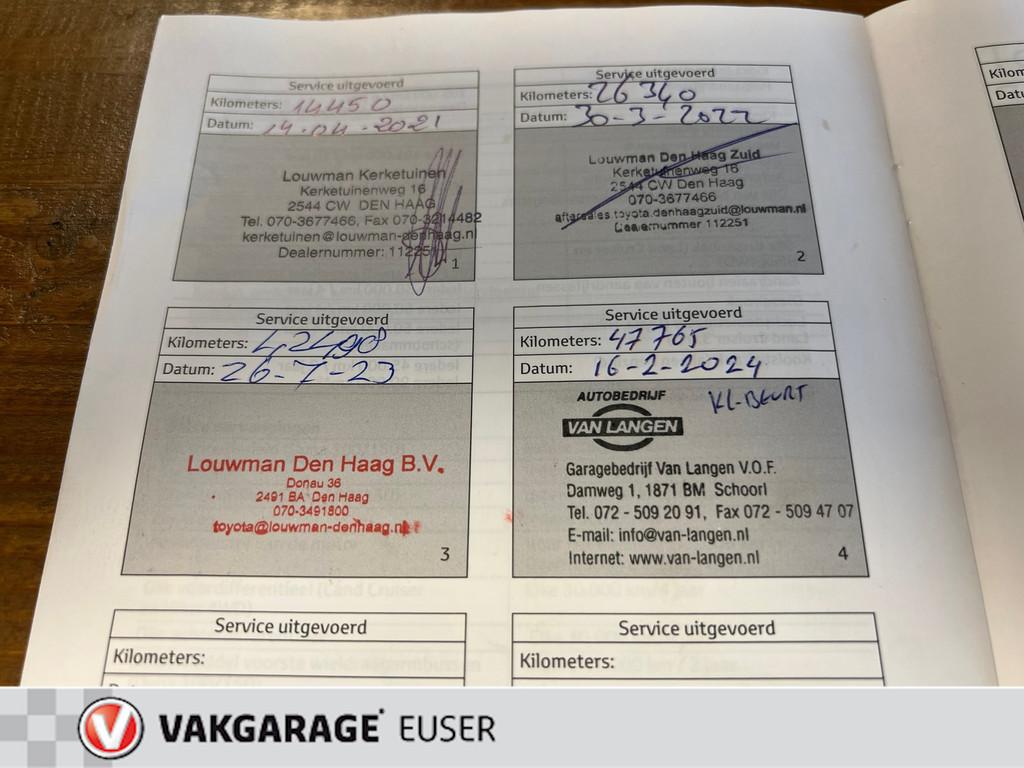 Service uitgevoerd
Kilometers: 14450
Datum: 14-04-2021
Louwman Kerketuinen
Kerketuinenweg 16
2544 CW DEN HAAG
Tel. 070-3677466, Fax 070-3214482
kerketuinen@louwman-denhaag.nl
Dealernummer: 112251
1
Service uitgevoerd
Kilometers: 26340
Datum: 30-3-2022
Louwman Den Haag Zuid
Kerketuinenweg 16
2544 CW Den Haag
070-3677466
aftersales.toyota.denhaagzuid@louwman.nl
Dealernummer 112251
2
Service uitgevoerd
Kilometers: 42498
Datum: 26-7-23
Louwman Den Haag B.V.
Donau 36
2491 BA Den Haag
070-3491800
toyota@louwman-denhaag.nl
3
Service uitgevoerd
Kilometers: 47765
Datum: 16-2-2024
KL-BEURT
AUTOBEDRIJF
VAN LANGEN
Garagebedrijf Van Langen V.O.F.
Damweg 1, 1871 BM Schoorl
Tel. 072 - 509 20 91, Fax 072 - 509 47 07
E-mail: info@van-langen.nl
Internet: www.van-langen.nl
4
Service uitgevoerd
Kilometers:
Service uitgevoerd
Kilometers:
VAKGARAGE EUSER